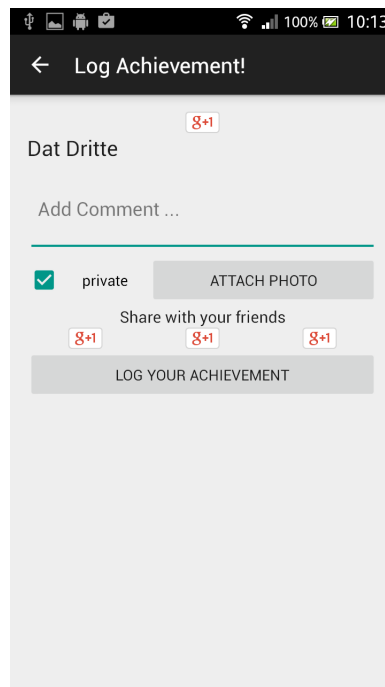 100% 10:13
Log Achievement!
g+1
Dat Dritte
Add Comment ...
private ATTACH PHOTO
Share with your friends
g+1 g+1 g+1
LOG YOUR ACHIEVEMENT